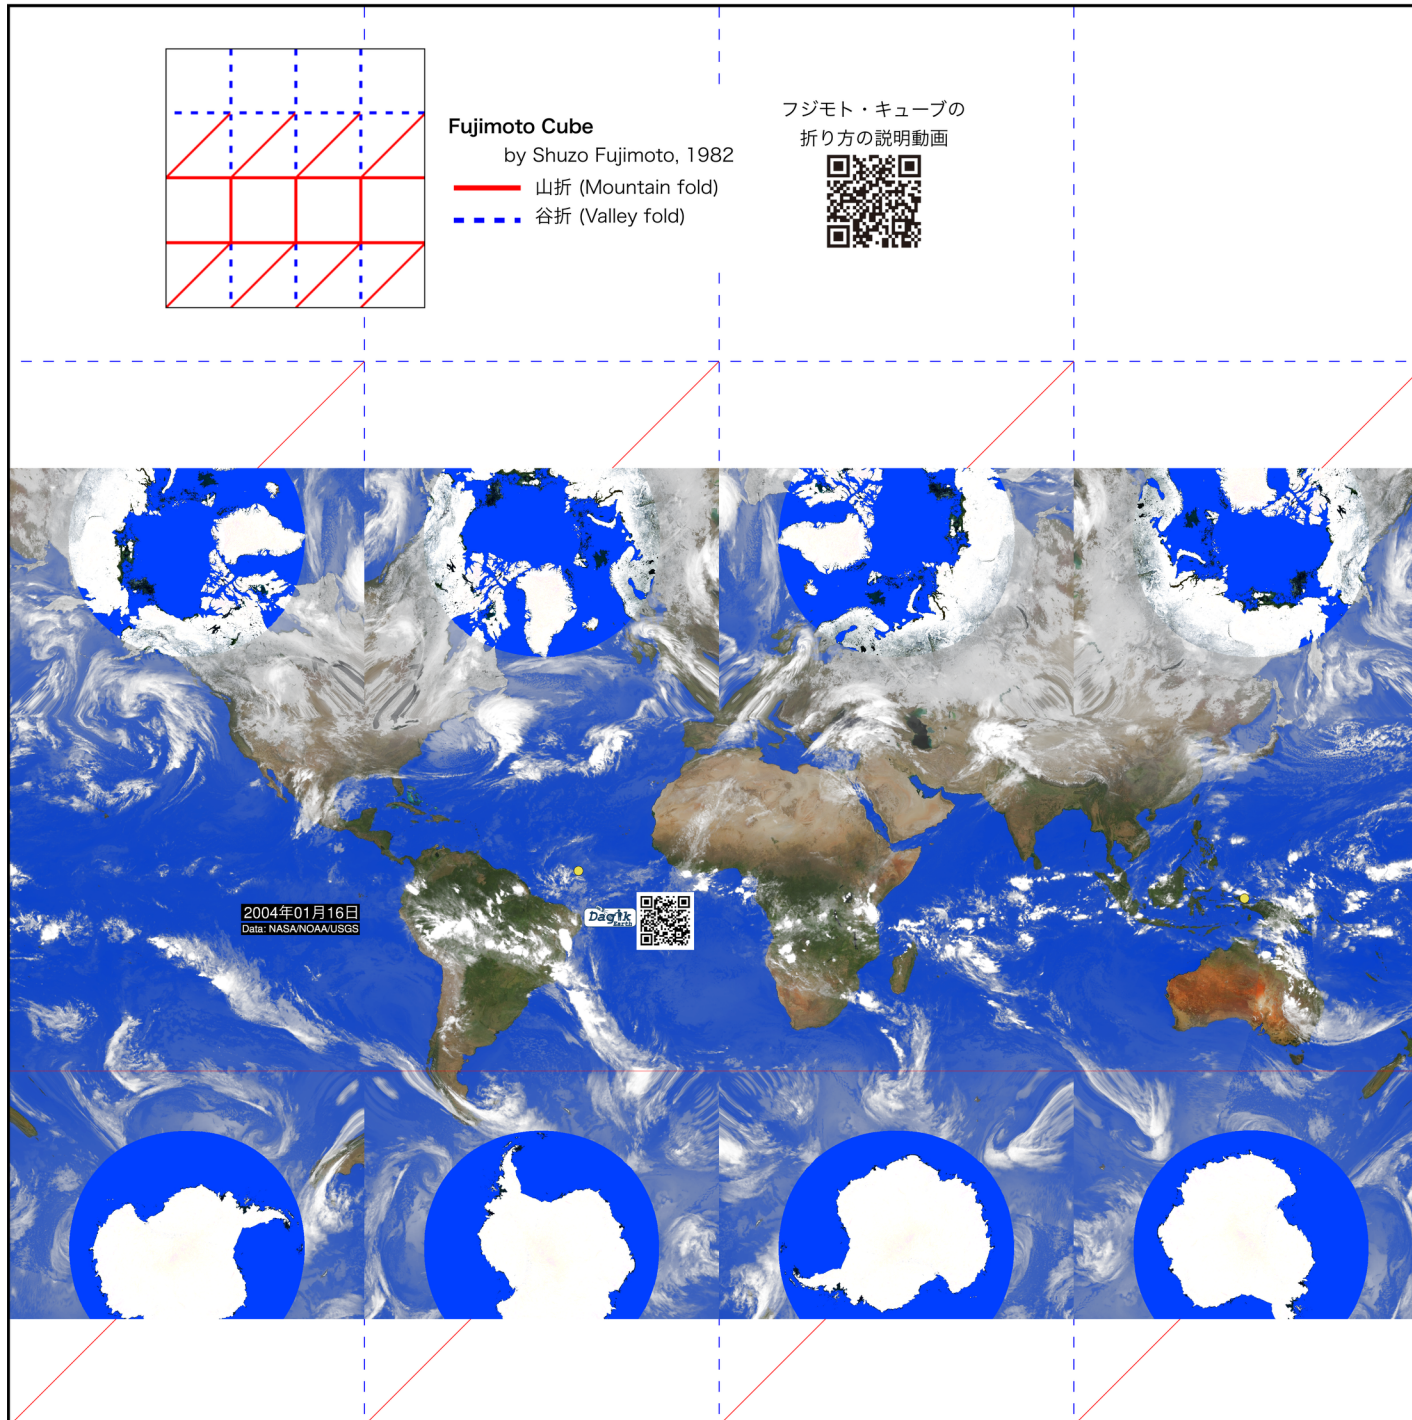 Fujimoto Cube
by Shuzo Fujimoto, 1982
山折 (Mountain fold)
谷折 (Valley fold)
フジモト・キューブの
折り方の説明動画
2004年01月16日
Data: NASA/NOAA/USGS
Dagik
Earth